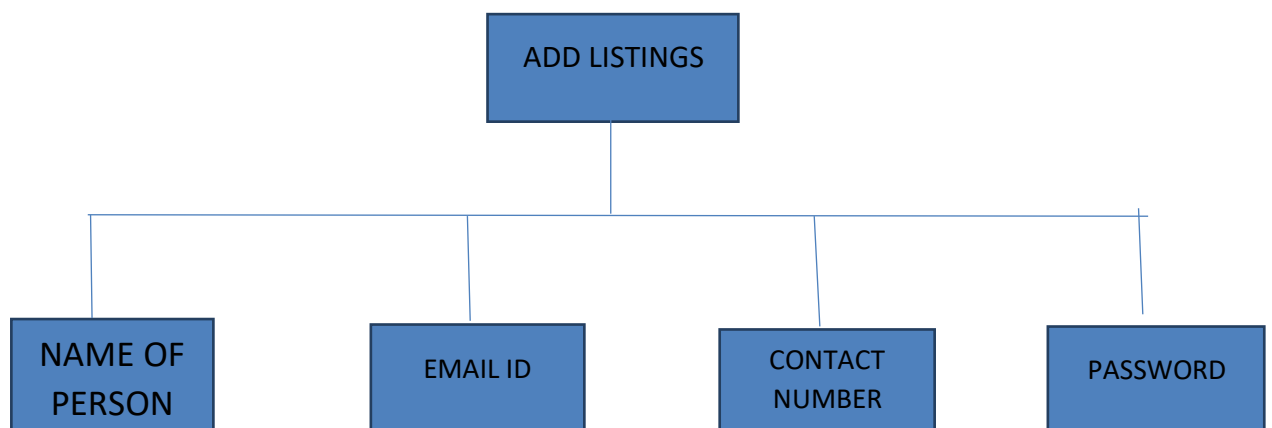 ADD LISTINGS
NAME OF
PERSON
EMAIL ID
CONTACT
NUMBER
PASSWORD